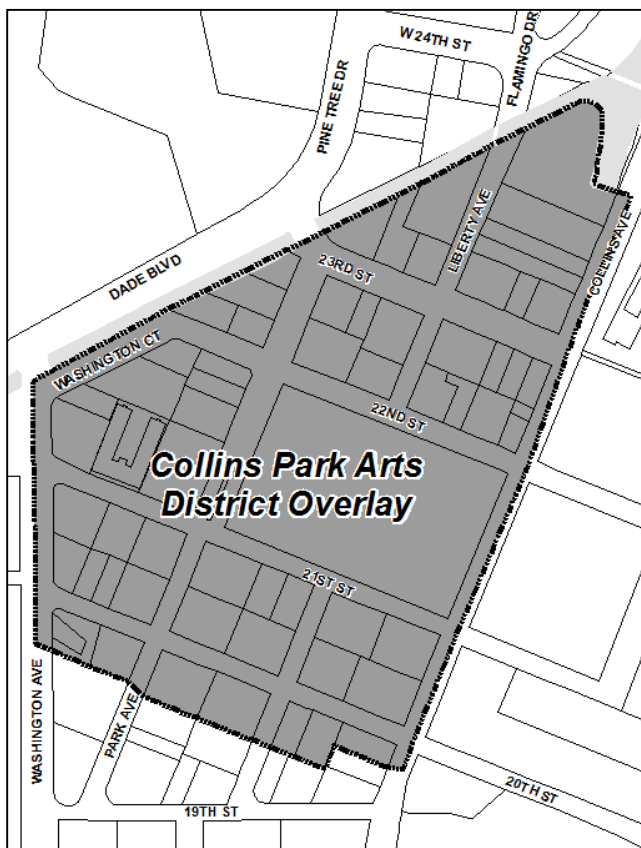 W 24TH ST
FLAMINGO DR
PINE TREE DR
LIBERTY AVE
COLLINS AVE
DADE BLVD
23RD ST
WASHINGTON CT
22ND ST
Collins Park Arts
District Overlay
21ST ST
WASHINGTON AVE
PARK AVE
20TH ST
19TH ST